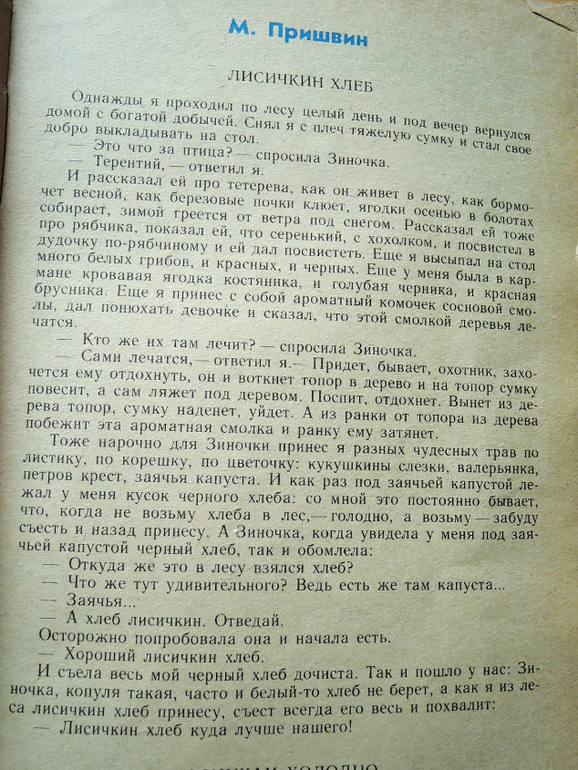 М. Пришвин
ЛИСИЧКИН ХЛЕБ
Однажды я проходил по лесу целый день и под вечер вернулся
домой с богатой добычей. Снял я с плеч тяжелую сумку и стал свое
добро выкладывать на стол.
— Это что за птица? — спросила Зиночка.
— Терентий, — ответил я.
И рассказал ей про тетерева, как он живет в лесу, как бормо-
чет весной, как березовые почки клюет, ягодки осенью в болотах
собирает, зимой греется от ветра под снегом. Рассказал ей тоже
про рябчика, показал ей, что серенький, с хохолком, и посвистел в
дудочку по-рябчиному и ей дал посвистеть. Еще я высыпал на стол
много белых грибов, и красных, и черных. Еще у меня была в кар-
мане кровавая ягодка костяника, и голубая черника, и красная
брусника. Еще я принес с собой ароматный комочек сосновой смо-
лы, дал понюхать девочке и сказал, что этой смолкой деревья ле-
чатся.
— Кто же их там лечит? — спросила Зиночка.
— Сами лечатся, — ответил я. — Придет, бывает, охотник, захо-
чется ему отдохнуть, он и воткнет топор в дерево и на топор сумку
повесит, а сам ляжет под деревом. Поспит, отдохнет. Вынет из де-
рева топор, сумку наденет, уйдет. А из ранки от топора из дерева
побежит эта ароматная смолка и ранку эту затянет.
Тоже нарочно для Зиночки принес я разных чудесных трав по
листику, по корешку, по цветочку: кукушкины слезки, валерьянка,
петров крест, заячья капуста. И как раз под заячьей капустой ле-
жал у меня кусок черного хлеба: со мной это постоянно бывает,
что, когда не возьму хлеба в лес, — голодно, а возьму — забуду
съесть и назад принесу. А Зиночка, когда увидела у меня под зая-
чьей капустой черный хлеб, так и обомлела:
— Откуда же это в лесу взялся хлеб?
— Что же тут удивительного? Ведь есть же там капуста...
— Заячья...
— А хлеб лисичкин. Отведай.
Осторожно попробовала она и начала есть.
— Хороший лисичкин хлеб.
И съела весь мой черный хлеб дочиста. Так и пошло у нас: Зи-
ночка, копуля такая, часто и белый-то хлеб не берет, а как я из ле-
са лисичкин хлеб принесу, съест всегда его весь и похвалит:
— Лисичкин хлеб куда лучше нашего!